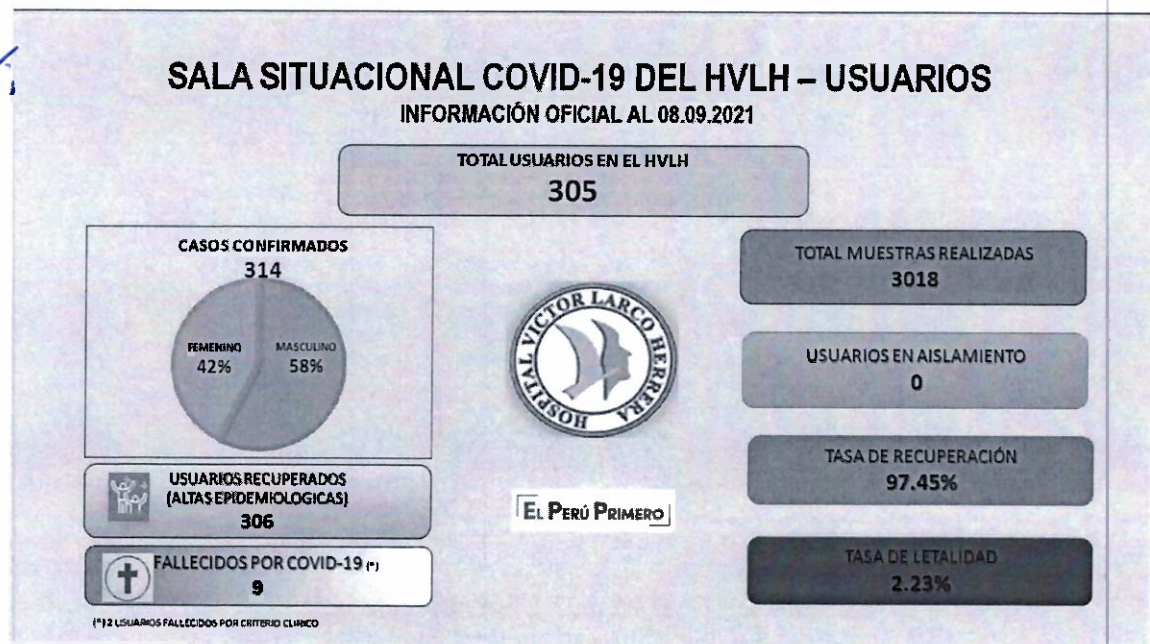 SALA SITUACIONAL COVID-19 DEL HVLH – USUARIOS
INFORMACIÓN OFICIAL AL 08.09.2021
TOTAL USUARIOS EN EL HVLH
305
CASOS CONFIRMADOS
314
FEMENINO
42%
MASCULINO
58%
USUARIOS RECUPERADOS
(ALTAS EPIDEMIOLOGICAS)
306
FALLECIDOS POR COVID-19 (*)
9
(*) 2 USUARIOS FALLECIDOS POR CRITERIO CLINICO
HOSPITAL VICTOR LARCO HERRERA
EL PERÚ PRIMERO
TOTAL MUESTRAS REALIZADAS
3018
USUARIOS EN AISLAMIENTO
0
TASA DE RECUPERACIÓN
97.45%
TASA DE LETALIDAD
2.23%